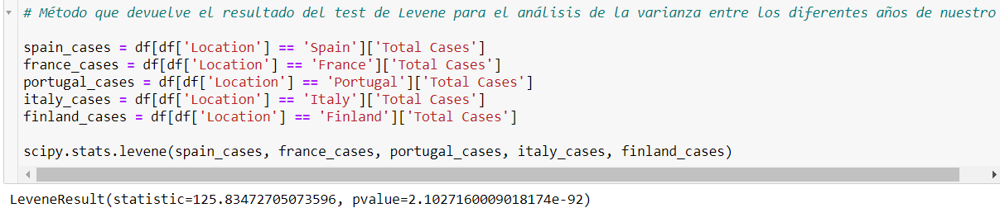 # Método que devuelve el resultado del test de Levene para el análisis de la varianza entre los diferentes años de nuestro
spain_cases = df[df['Location'] == 'Spain']['Total Cases']
france_cases = df[df['Location'] == 'France']['Total Cases']
portugal_cases = df[df['Location'] == 'Portugal']['Total Cases']
italy_cases = df[df['Location'] == 'Italy']['Total Cases']
finland_cases = df[df['Location'] == 'Finland']['Total Cases']
scipy.stats.levene(spain_cases, france_cases, portugal_cases, italy_cases, finland_cases)
LeveneResult(statistic=125.83472705073596, pvalue=2.1027160009018174e-92)